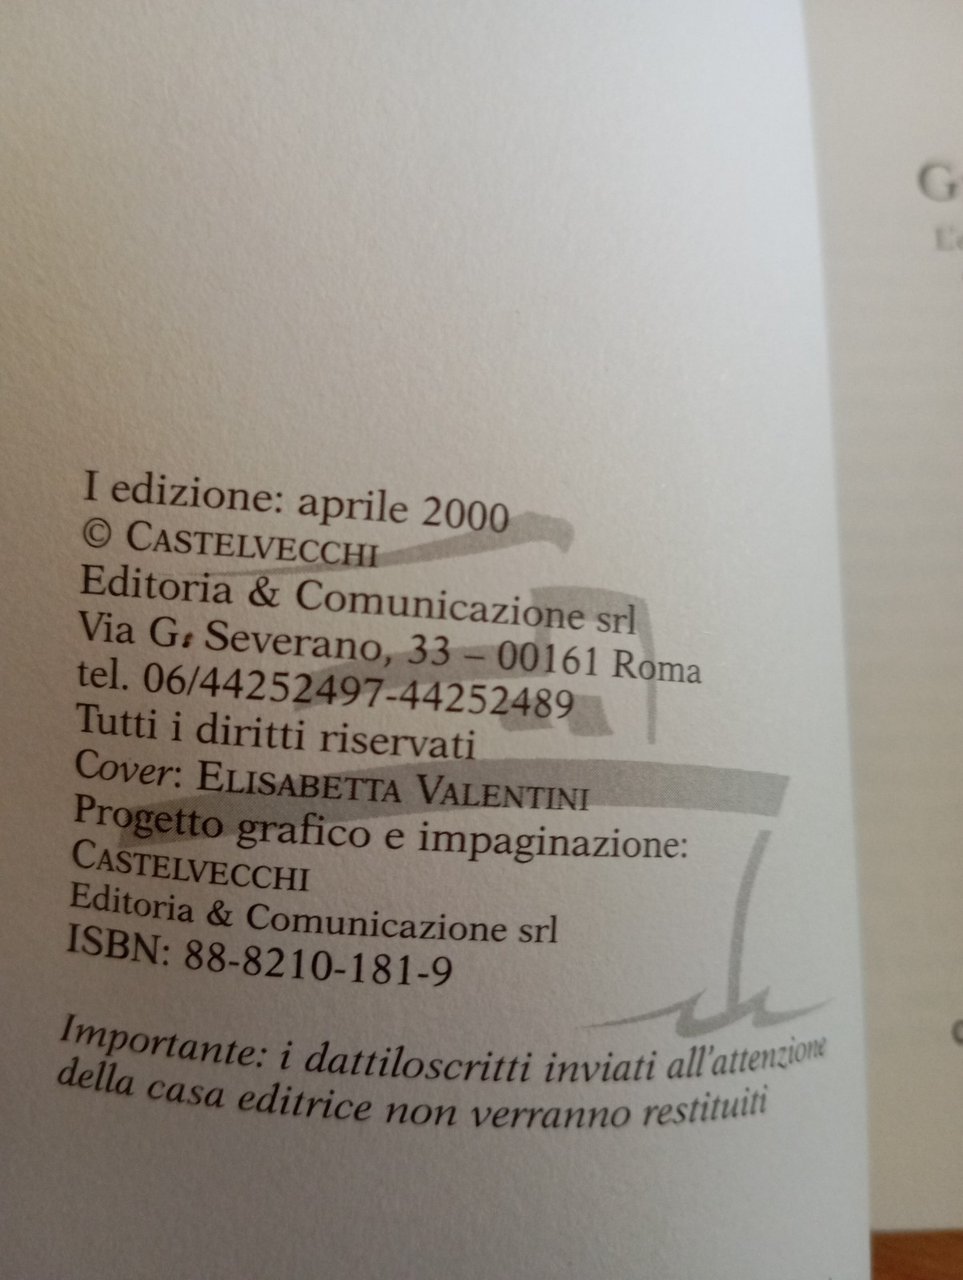 I edizione: aprile 2000
© CASTELVECCHI
Editoria & Comunicazione srl
Via G. Severano, 33 – 00161 Roma
tel. 06/44252497-44252489
Tutti i diritti riservati
Cover: ELISABETTA VALENTINI
Progetto grafico e impaginazione:
CASTELVECCHI
Editoria & Comunicazione srl
ISBN: 88-8210-181-9
Importante: i dattiloscritti inviati all'attenzione
della casa editrice non verranno restituiti